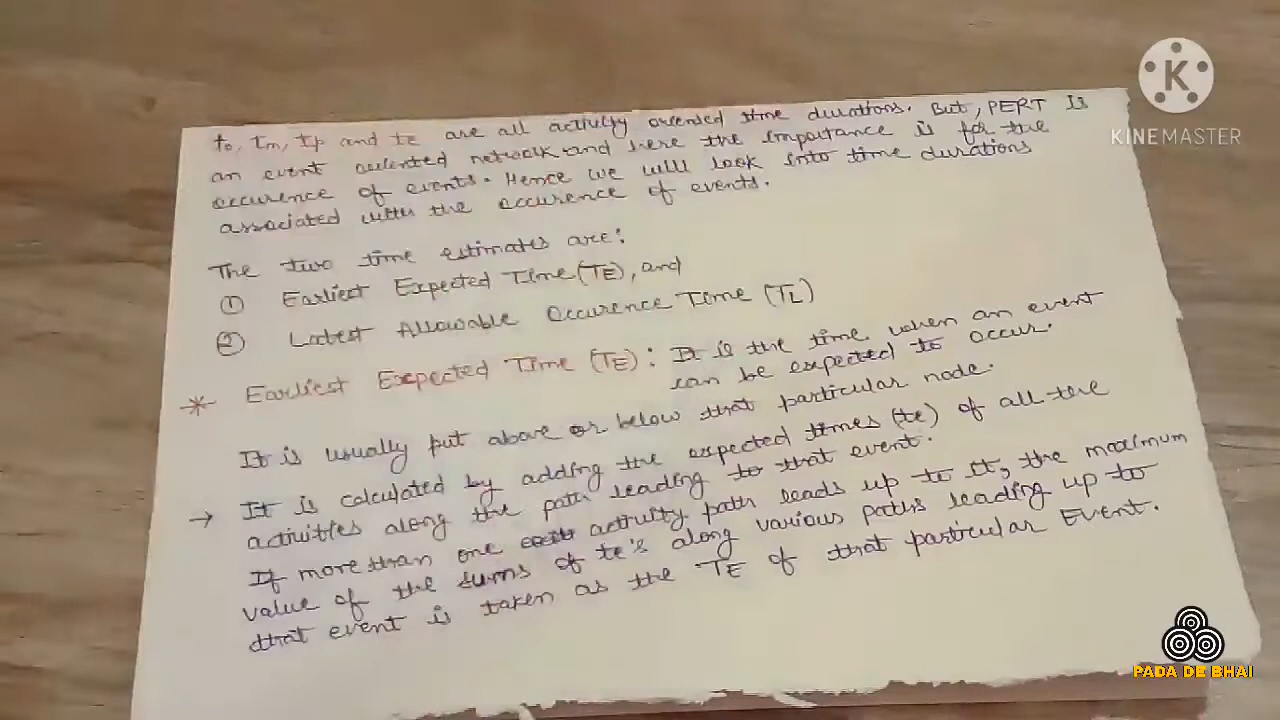 to, tm, tp and te are all activity oriented time durations. But, PERT is
an event oriented network and here the importance is for the
occurence of events. Hence we will look into time durations
associated with the occurence of events.
The two time estimates are:
① Earliest Expected Time (TE), and
② Latest Allowable Occurence Time (TL)
* Earliest Expected Time (TE): It is the time when an event
can be expected to occur.
It is usually put above or below that particular node.
→ It is calculated by adding the expected times (te) of all the
activities along the path leading to that event.
If more than one activity path leads up to it, the maximum
value of the sums of te's along various paths leading up to
that event is taken as the TE of that particular Event.
K
KINEMASTER
PADA DE BHAI